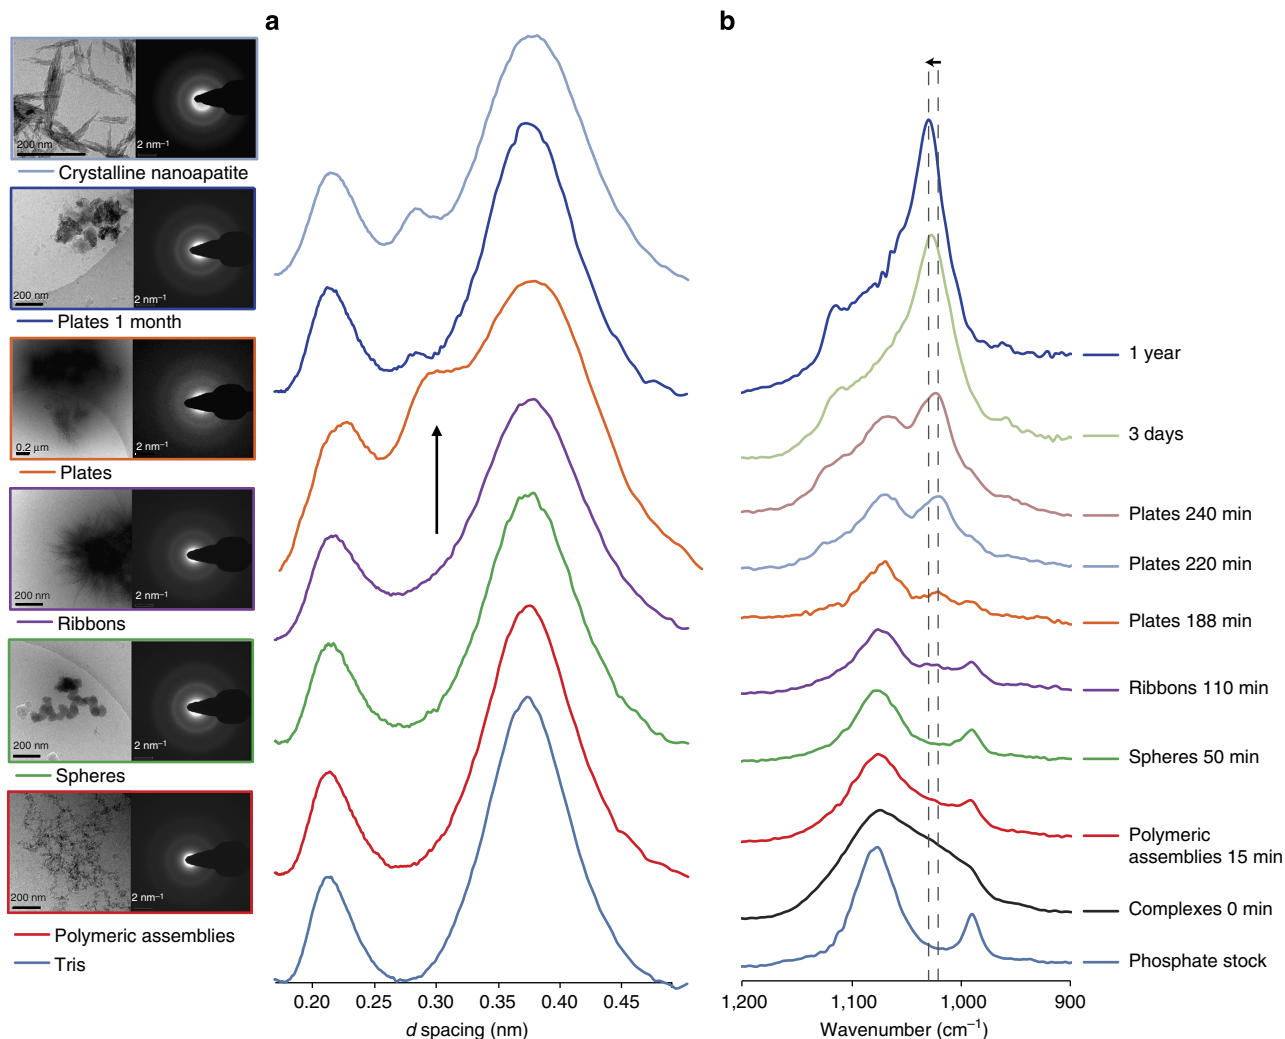 a
b
200 nm
2 nm⁻¹
Crystalline nanoapatite
200 nm
2 nm⁻¹
Plates 1 month
0.2 μm
2 nm⁻¹
Plates
200 nm
2 nm⁻¹
Ribbons
200 nm
2 nm⁻¹
Spheres
200 nm
2 nm⁻¹
Polymeric assemblies
Tris
0.20 0.25 0.30 0.35 0.40 0.45
d spacing (nm)
1 year
3 days
Plates 240 min
Plates 220 min
Plates 188 min
Ribbons 110 min
Spheres 50 min
Polymeric
assemblies 15 min
Complexes 0 min
Phosphate stock
1,200 1,100 1,000 900
Wavenumber (cm⁻¹)